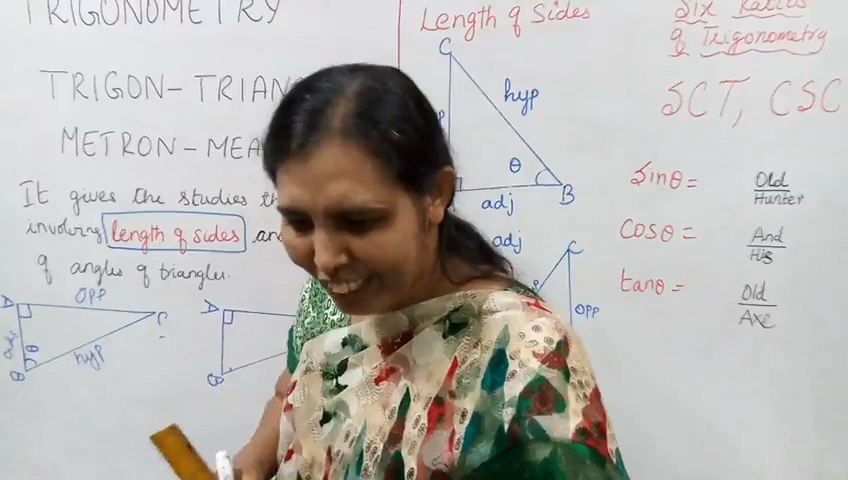 TRIGONOMETRY
TRIGON- TRIAN
METRON- MEA
It gives the studies
involving length of sides
of angles of triangles.
A
opp
C
adj
θ
B
hyp
A
B
Length of Sides
C
hyp
θ
adj
B
adj
C
opp
Six Ratios
of Trigonometry
SCT, CSC
Sinθ = Old
Hunter
Cosθ = And
His
tanθ = Old
Axe